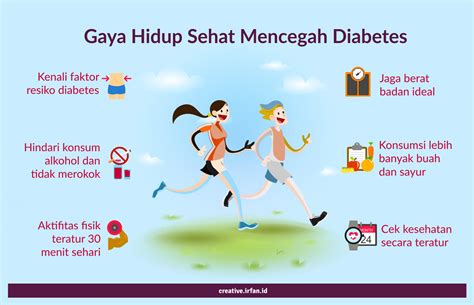 Gaya Hidup Sehat Mencegah Diabetes
Kenali faktor
resiko diabetes
Hindari konsum
alkohol dan
tidak merokok
Aktifitas fisik
teratur 30
menit sehari
Jaga berat
badan ideal
Konsumsi lebih
banyak buah
dan sayur
24
Cek kesehatan
secara teratur
creative.irfan.id